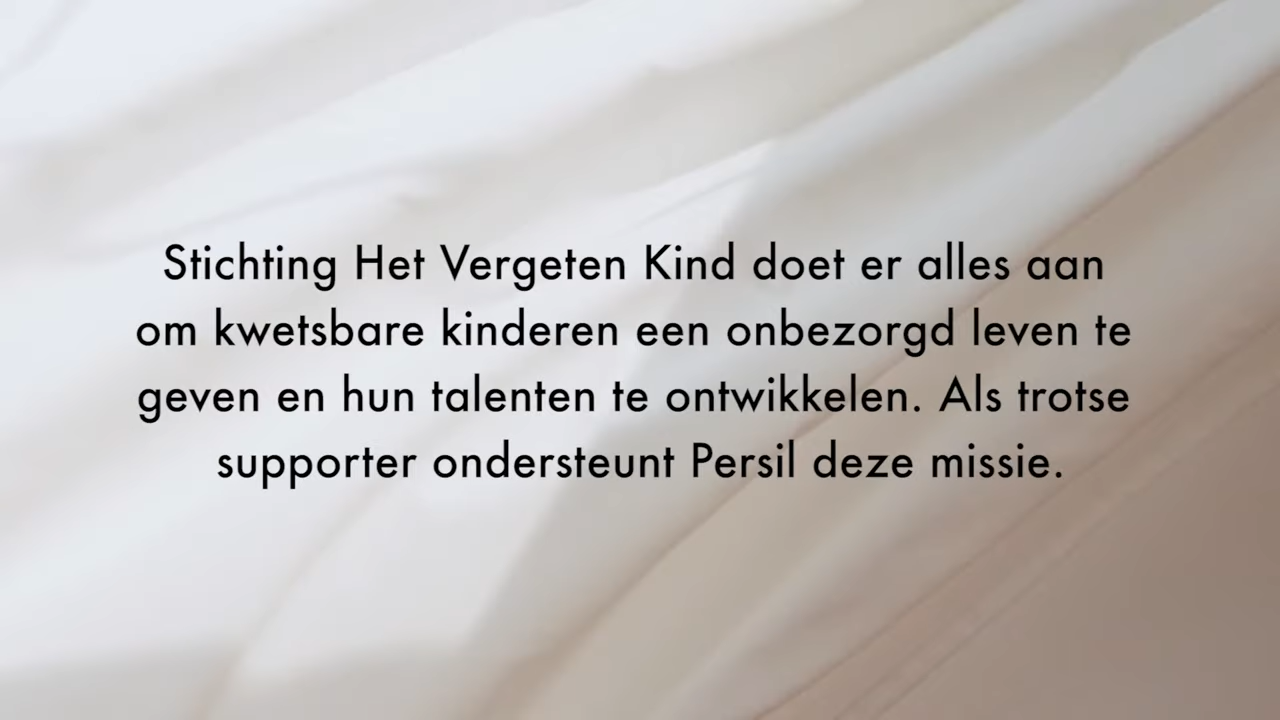 Stichting Het Vergeten Kind doet er alles aan
om kwetsbare kinderen een onbezorgd leven te
geven en hun talenten te ontwikkelen. Als trotse
supporter ondersteunt Persil deze missie.